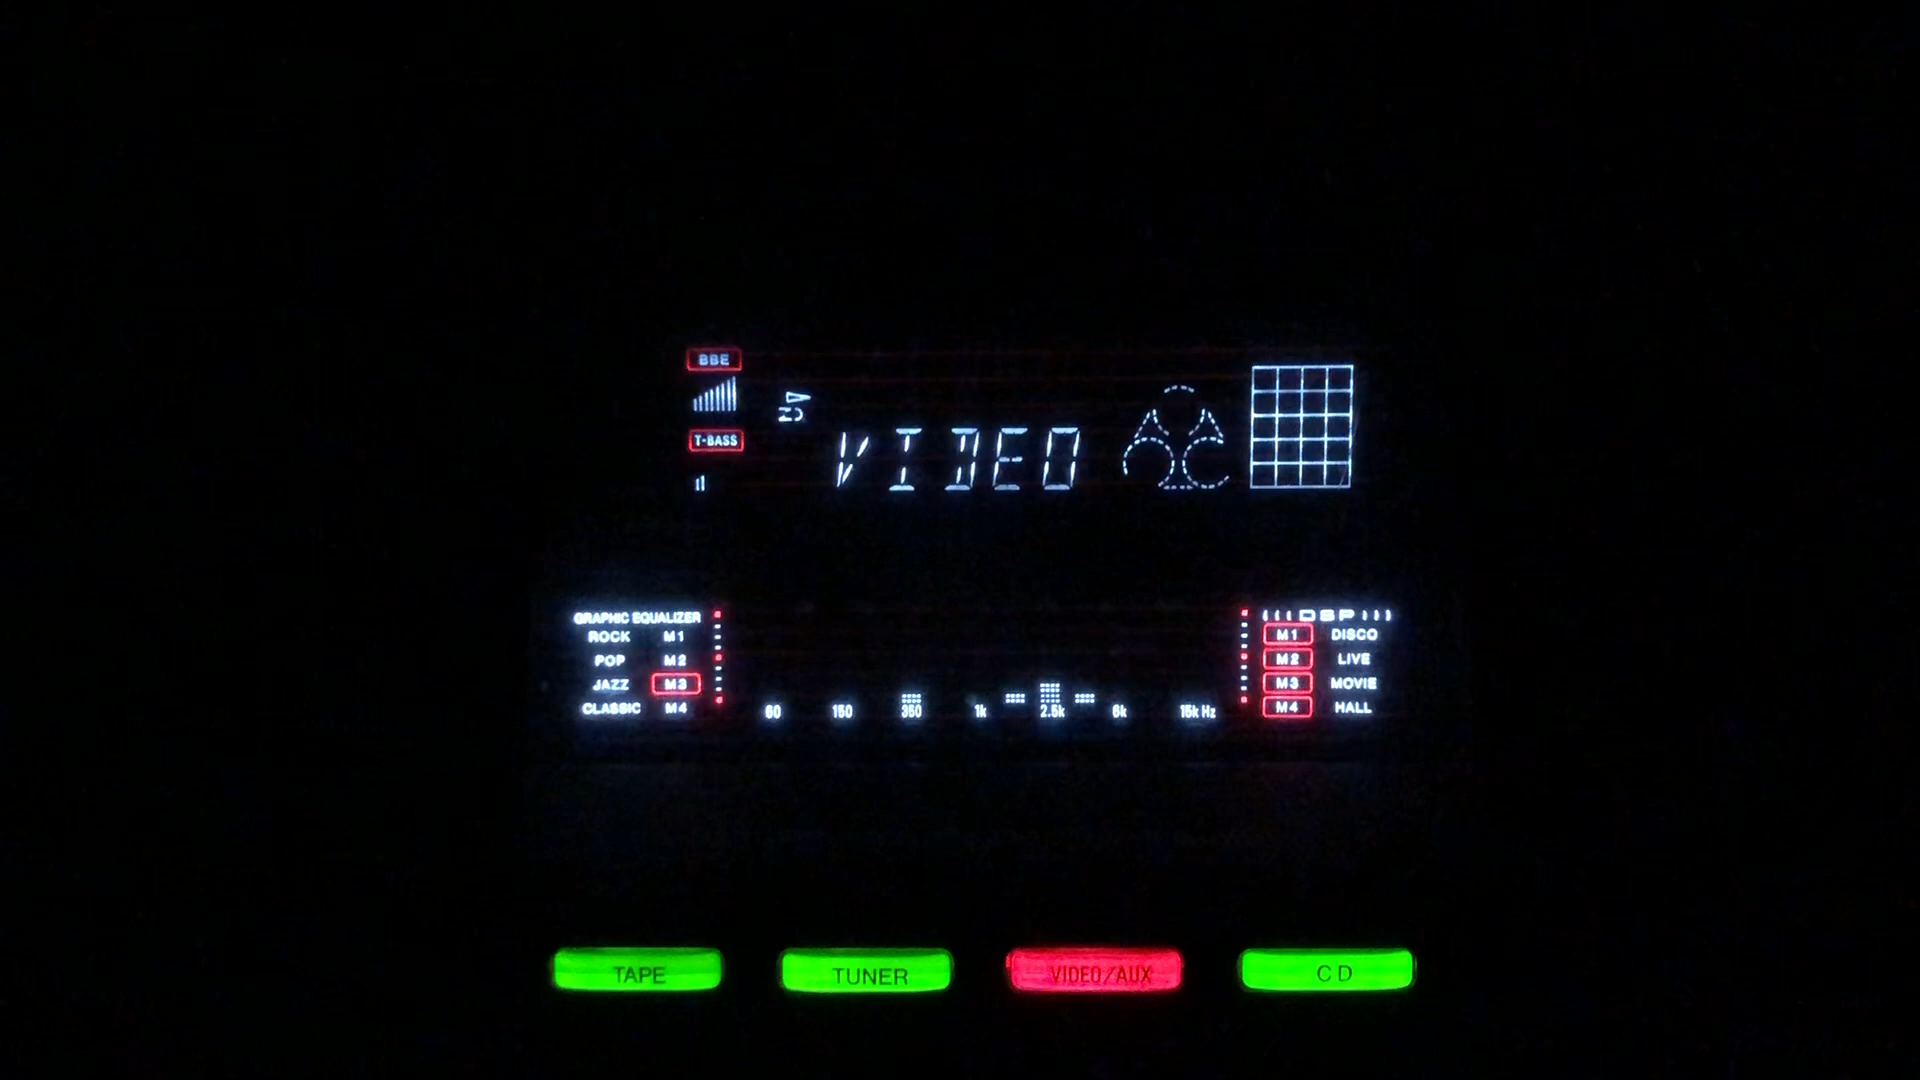 BBE
T-BASS
VIDEO
GRAPHIC EQUALIZER
ROCK M1
POP M2
JAZZ M3
CLASSIC M4
60 150 350 1k 2.5k 6k 15k Hz
DSP
M1 DISCO
M2 LIVE
M3 MOVIE
M4 HALL
TAPE TUNER VIDEO/AUX CD